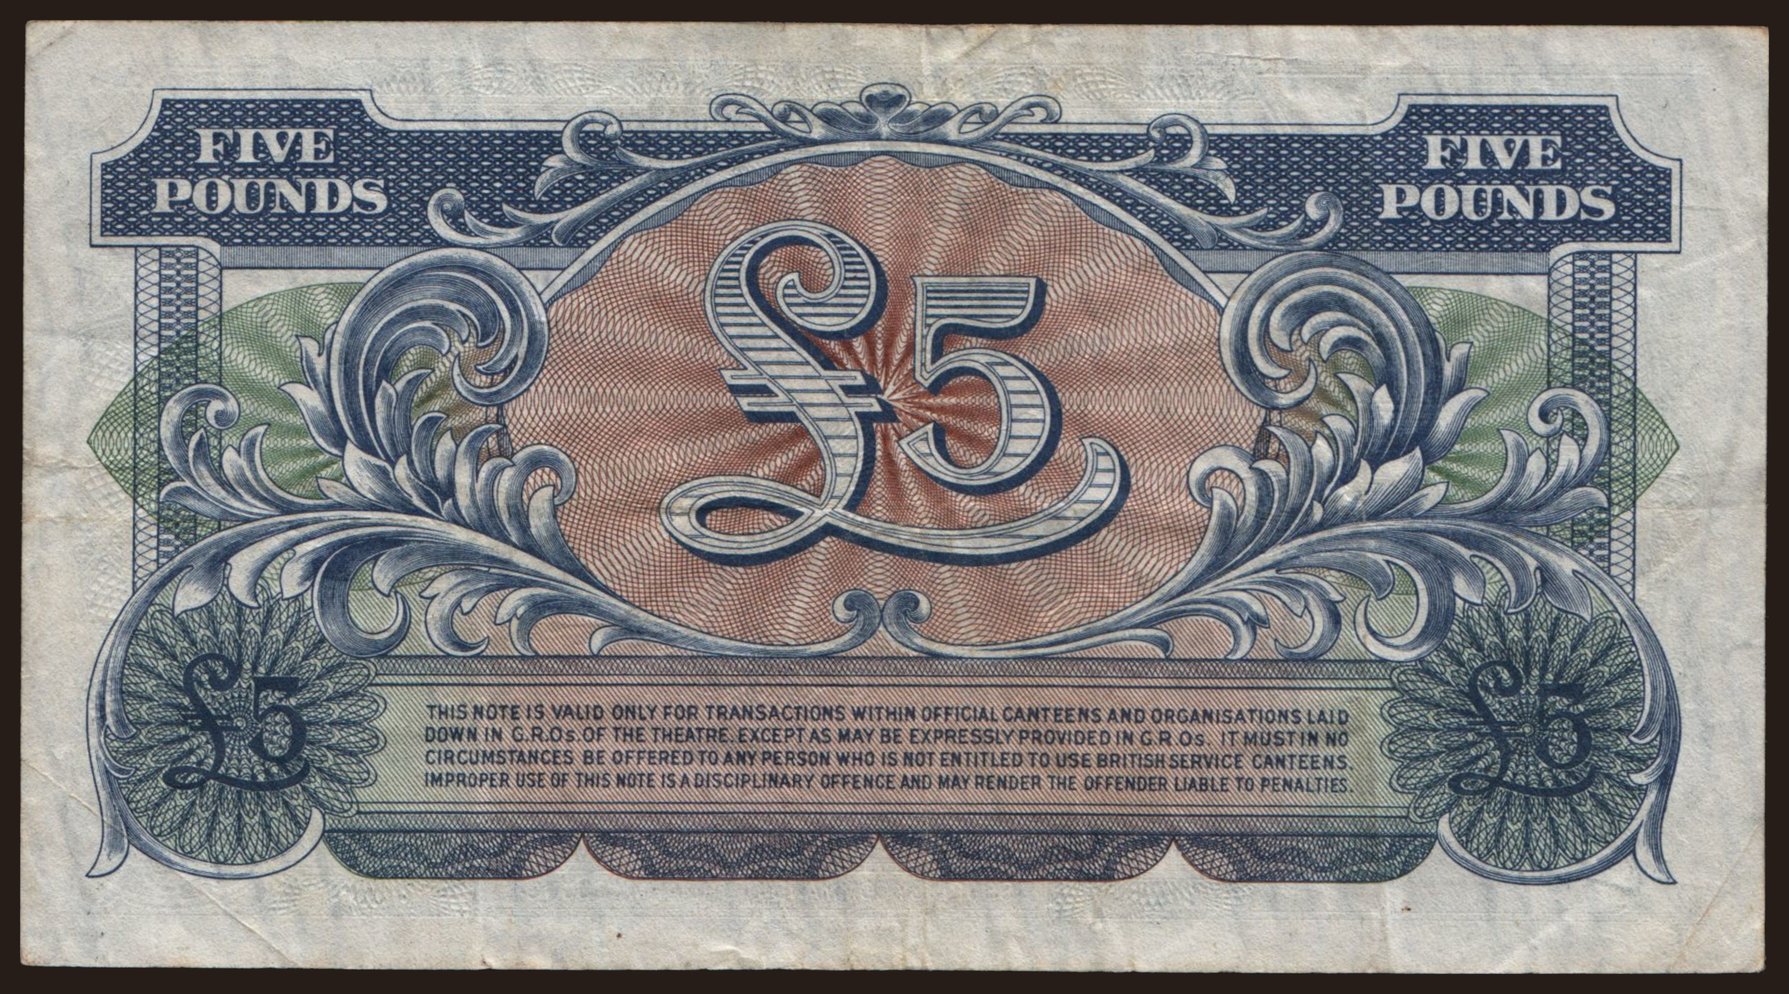 FIVE
POUNDS
FIVE
POUNDS
£5
£5
£5
THIS NOTE IS VALID ONLY FOR TRANSACTIONS WITHIN OFFICIAL CANTEENS AND ORGANISATIONS LAID
DOWN IN G.R.Os. OF THE THEATRE. EXCEPT AS MAY BE EXPRESSLY PROVIDED IN G.R.Os. IT MUST IN NO
CIRCUMSTANCES BE OFFERED TO ANY PERSON WHO IS NOT ENTITLED TO USE BRITISH SERVICE CANTEENS.
IMPROPER USE OF THIS NOTE IS A DISCIPLINARY OFFENCE AND MAY RENDER THE OFFENDER LIABLE TO PENALTIES.